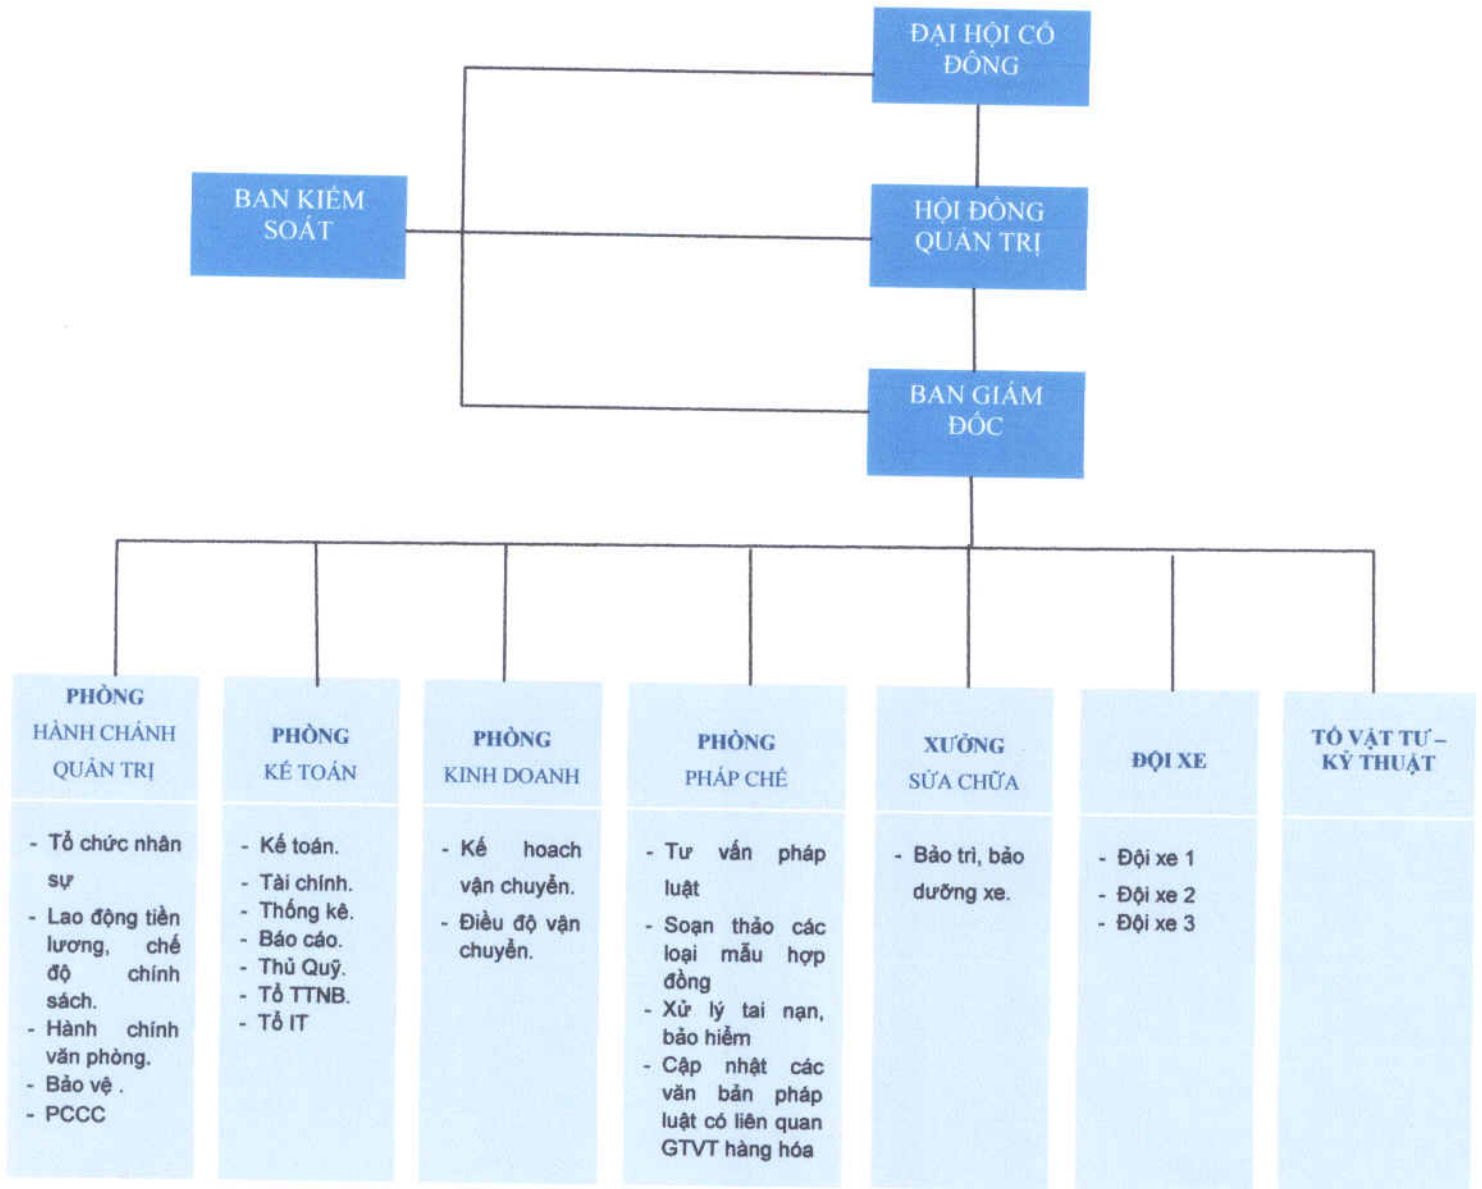 ĐẠI HỘI CỔ
ĐÔNG
BAN KIỂM
SOÁT
HỘI ĐỒNG
QUẢN TRỊ
BAN GIÁM
ĐỐC
PHÒNG
HÀNH CHÁNH
QUẢN TRỊ
- Tổ chức nhân
sự
- Lao động tiền
lương, chế
độ chính
sách.
- Hành chính
văn phòng.
- Bảo vệ .
- PCCC
PHÒNG
KẾ TOÁN
- Kế toán.
- Tài chính.
- Thống kê.
- Báo cáo.
- Thủ Quỹ.
- Tổ TTNB.
- Tổ IT
PHÒNG
KINH DOANH
- Kế hoach
vận chuyển.
- Điều độ vận
chuyển.
PHÒNG
PHÁP CHẾ
- Tư vấn pháp
luật
- Soạn thảo các
loại mẫu hợp
đồng
- Xử lý tai nạn,
bảo hiểm
- Cập nhật các
văn bản pháp
luật có liên quan
GTVT hàng hóa
XƯỞNG
SỬA CHỮA
- Bảo trì, bảo
dưỡng xe.
ĐỘI XE
- Đội xe 1
- Đội xe 2
- Đội xe 3
TỔ VẬT TƯ –
KỸ THUẬT